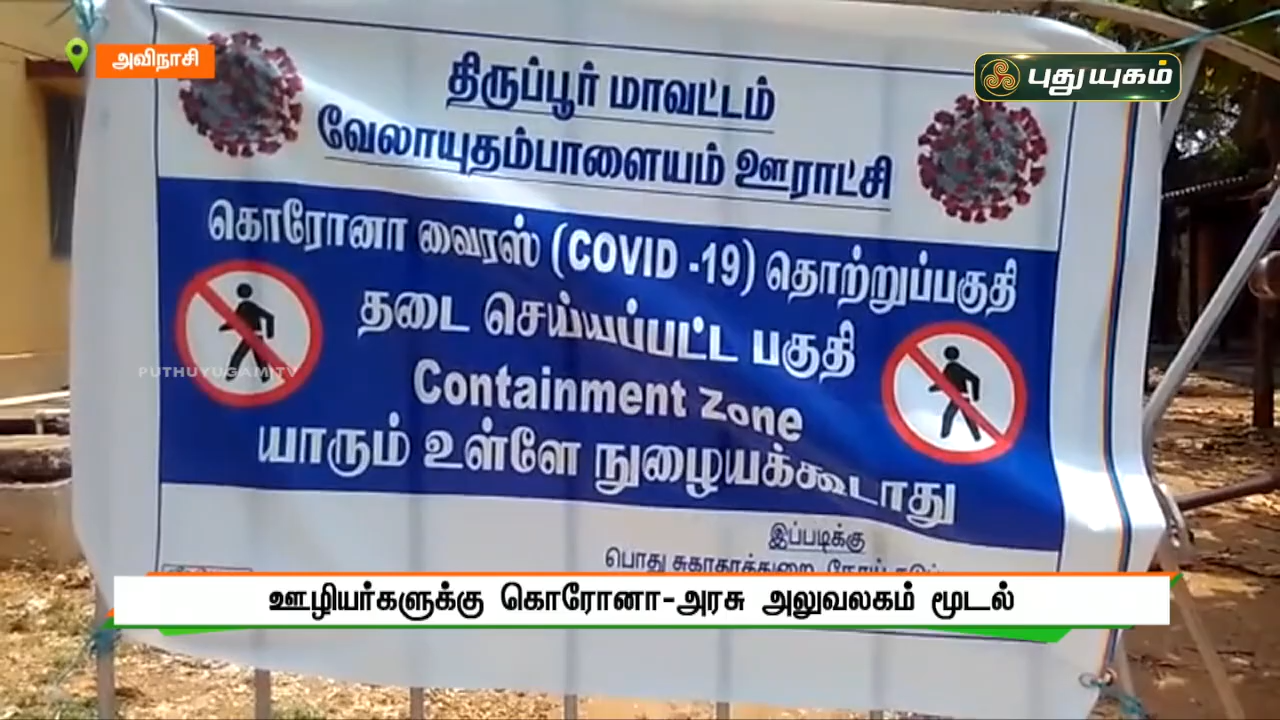 அவிநாசி
புதுயுகம்
திருப்பூர் மாவட்டம்
வேலாயுதம்பாளையம் ஊராட்சி
கொரோனா வைரஸ் (COVID -19) தொற்றுப்பகுதி
தடை செய்யப்பட்ட பகுதி
PUTHUYUGAM TV
Containment Zone
யாரும் உள்ளே நுழையக்கூடாது
இப்படிக்கு
பொது சுகாதாரத்துறை, நோய்
ஊழியர்களுக்கு கொரோனா-அரசு அலுவலகம் மூடல்